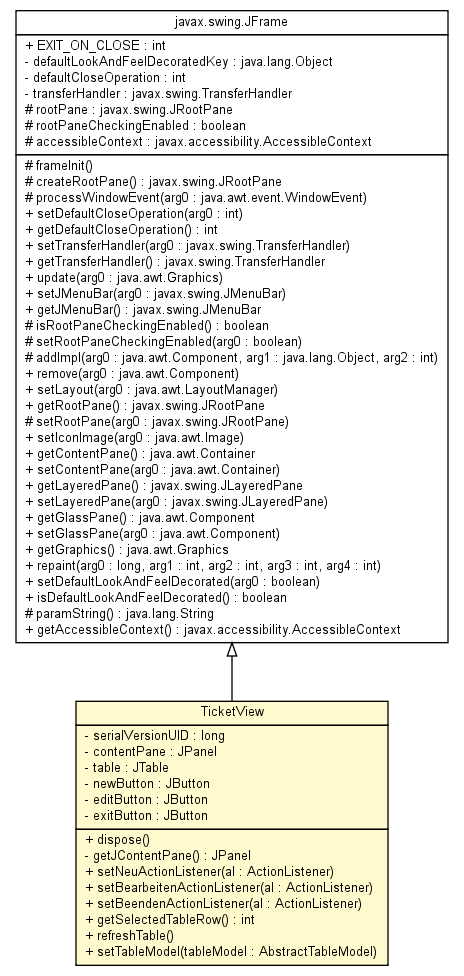 javax.swing.JFrame
+ EXIT_ON_CLOSE : int
- defaultLookAndFeelDecoratedKey : java.lang.Object
- defaultCloseOperation : int
- transferHandler : javax.swing.TransferHandler
# rootPane : javax.swing.JRootPane
# rootPaneCheckingEnabled : boolean
# accessibleContext : javax.accessibility.AccessibleContext
# frameInit()
# createRootPane() : javax.swing.JRootPane
# processWindowEvent(arg0 : java.awt.event.WindowEvent)
+ setDefaultCloseOperation(arg0 : int)
+ getDefaultCloseOperation() : int
+ setTransferHandler(arg0 : javax.swing.TransferHandler)
+ getTransferHandler() : javax.swing.TransferHandler
+ update(arg0 : java.awt.Graphics)
+ setJMenuBar(arg0 : javax.swing.JMenuBar)
+ getJMenuBar() : javax.swing.JMenuBar
# isRootPaneCheckingEnabled() : boolean
# setRootPaneCheckingEnabled(arg0 : boolean)
# addImpl(arg0 : java.awt.Component, arg1 : java.lang.Object, arg2 : int)
+ remove(arg0 : java.awt.Component)
+ setLayout(arg0 : java.awt.LayoutManager)
+ getRootPane() : javax.swing.JRootPane
# setRootPane(arg0 : javax.swing.JRootPane)
+ setIconImage(arg0 : java.awt.Image)
+ getContentPane() : java.awt.Container
+ setContentPane(arg0 : java.awt.Container)
+ getLayeredPane() : javax.swing.JLayeredPane
+ setLayeredPane(arg0 : javax.swing.JLayeredPane)
+ getGlassPane() : java.awt.Component
+ setGlassPane(arg0 : java.awt.Component)
+ getGraphics() : java.awt.Graphics
+ repaint(arg0 : long, arg1 : int, arg2 : int, arg3 : int, arg4 : int)
+ setDefaultLookAndFeelDecorated(arg0 : boolean)
+ isDefaultLookAndFeelDecorated() : boolean
# paramString() : java.lang.String
+ getAccessibleContext() : javax.accessibility.AccessibleContext
TicketView
- serialVersionUID : long
- contentPane : JPanel
- table : JTable
- newButton : JButton
- editButton : JButton
- exitButton : JButton
+ dispose()
- getJContentPane() : JPanel
+ setNeuActionListener(al : ActionListener)
+ setBearbeitenActionListener(al : ActionListener)
+ setBeendenActionListener(al : ActionListener)
+ getSelectedTableRow() : int
+ refreshTable()
+ setTableModel(tableModel : AbstractTableModel)